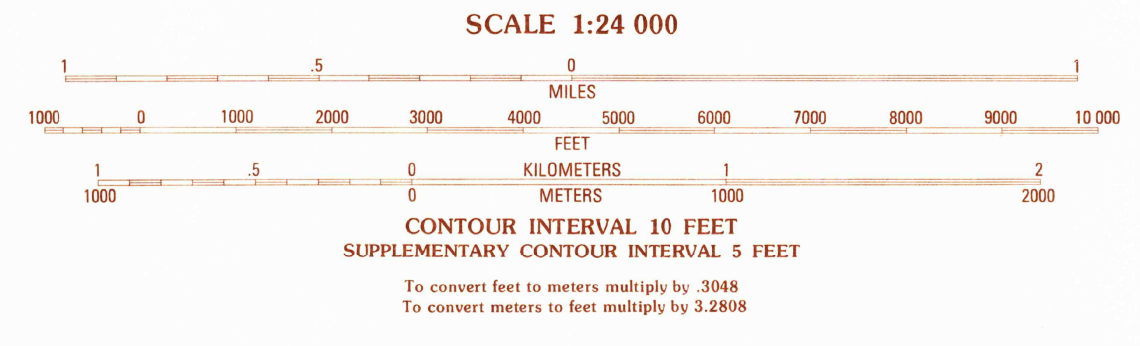 SCALE 1:24 000
1 .5 0 1
MILES
1000 0 1000 2000 3000 4000 5000 6000 7000 8000 9000 10 000
FEET
1 .5 0 KILOMETERS 1 2
1000 0 METERS 1000 2000
CONTOUR INTERVAL 10 FEET
SUPPLEMENTARY CONTOUR INTERVAL 5 FEET
To convert feet to meters multiply by .3048
To convert meters to feet multiply by 3.2808